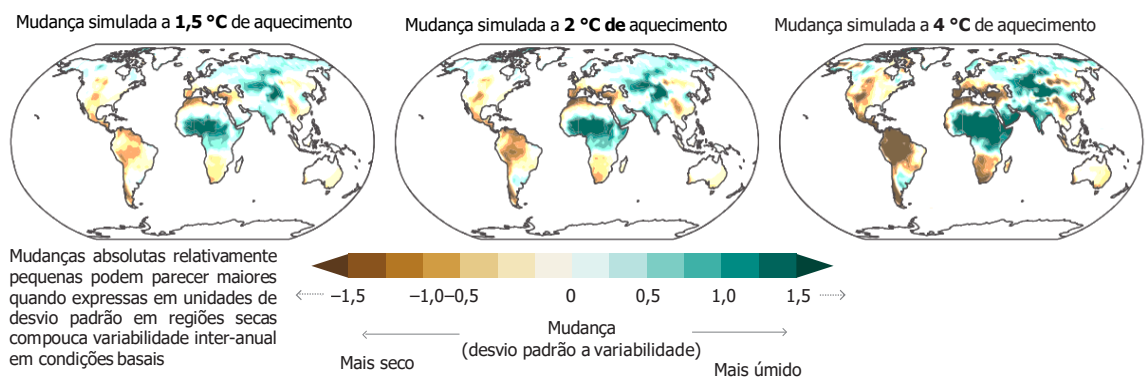 Mudança simulada a 1,5 °C de aquecimento
Mudança simulada a 2 °C de aquecimento
Mudança simulada a 4 °C de aquecimento
Mudanças absolutas relativamente
pequenas podem parecer maiores
quando expressas em unidades de
desvio padrão em regiões secas
compouca variabilidade inter-anual
em condições basais
−1,5 −1,0−0,5 0 0,5 1,0 1,5
Mudança
(desvio padrão a variabilidade)
Mais seco
Mais úmido